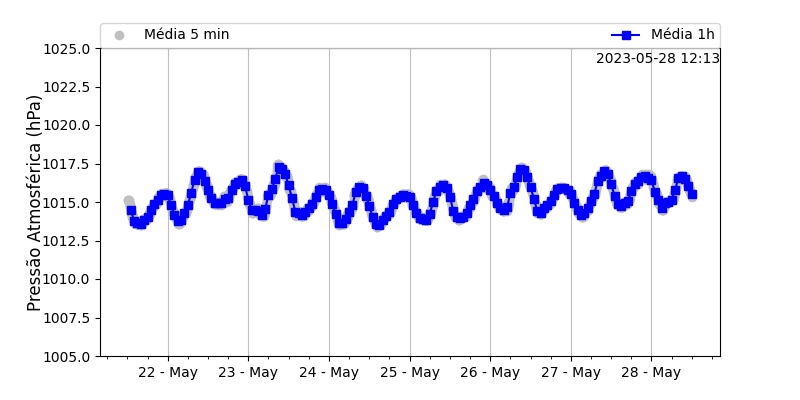 Média 5 min
Média 1h
2023-05-28 12:13
Pressão Atmosférica (hPa)
1025.0
1022.5
1020.0
1017.5
1015.0
1012.5
1010.0
1007.5
1005.0
22 - May
23 - May
24 - May
25 - May
26 - May
27 - May
28 - May